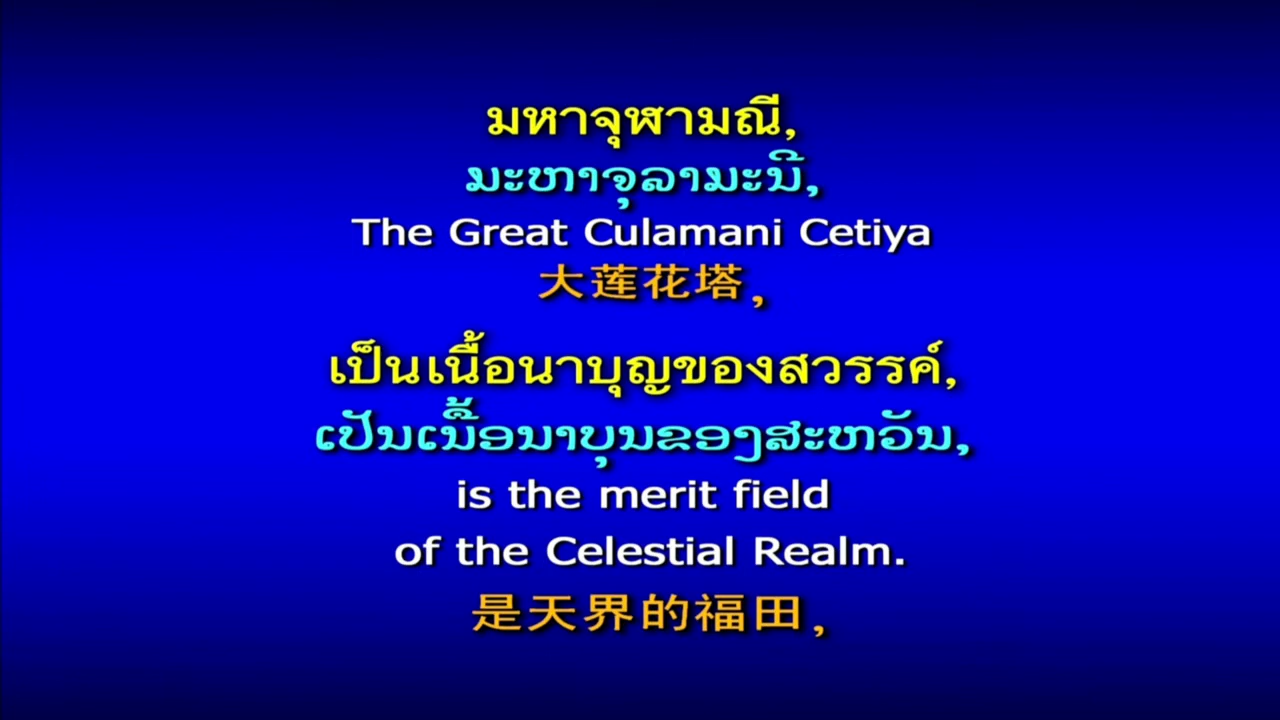 มหาจุฬามณี,
ມະຫາຈຸລາມະນີ,
The Great Culamani Cetiya
大莲花塔,
เป็นเนื้อนาบุญของสวรรค์,
ເປັນເນື້ອນາບຸນຂອງສະຫວັນ,
is the merit field
of the Celestial Realm.
是天界的福田,